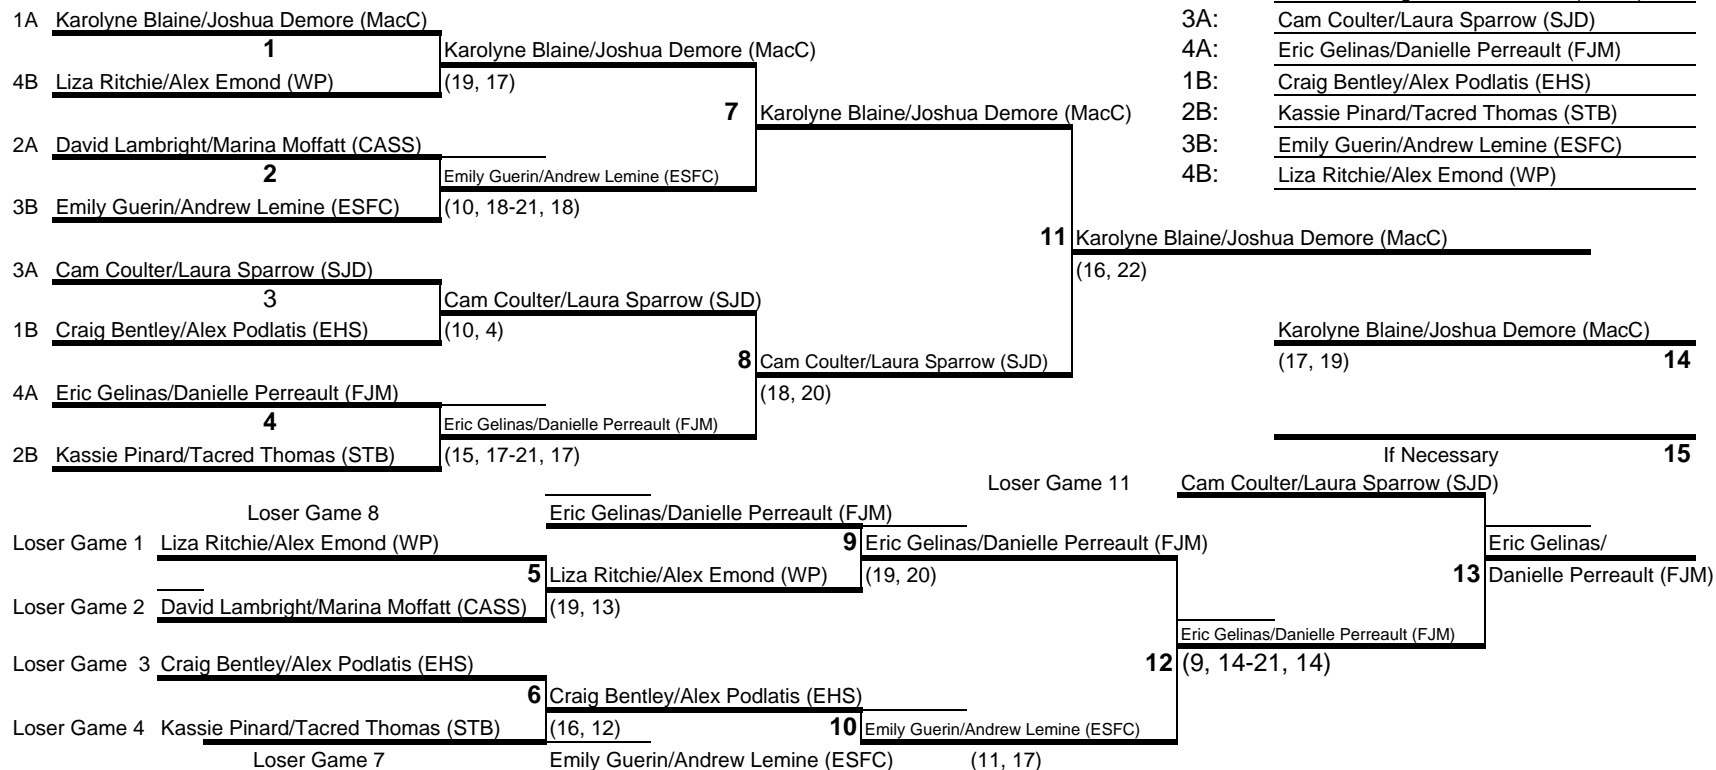 1A Karolyne Blaine/Joshua Demore (MacC)
1 Karolyne Blaine/Joshua Demore (MacC)
4B Liza Ritchie/Alex Emond (WP) (19, 17)
7 Karolyne Blaine/Joshua Demore (MacC)
2A David Lambright/Marina Moffatt (CASS)
2 Emily Guerin/Andrew Lemine (ESFC)
3B Emily Guerin/Andrew Lemine (ESFC) (10, 18-21, 18)
11 Karolyne Blaine/Joshua Demore (MacC)
(16, 22)
3A Cam Coulter/Laura Sparrow (SJD)
3 Cam Coulter/Laura Sparrow (SJD)
1B Craig Bentley/Alex Podlatis (EHS) (10, 4)
8 Cam Coulter/Laura Sparrow (SJD)
(18, 20)
4A Eric Gelinas/Danielle Perreault (FJM)
4 Eric Gelinas/Danielle Perreault (FJM)
2B Kassie Pinard/Tacred Thomas (STB) (15, 17-21, 17)
3A: Cam Coulter/Laura Sparrow (SJD)
4A: Eric Gelinas/Danielle Perreault (FJM)
1B: Craig Bentley/Alex Podlatis (EHS)
2B: Kassie Pinard/Tacred Thomas (STB)
3B: Emily Guerin/Andrew Lemine (ESFC)
4B: Liza Ritchie/Alex Emond (WP)
Karolyne Blaine/Joshua Demore (MacC)
(17, 19) 14
If Necessary 15
Loser Game 11 Cam Coulter/Laura Sparrow (SJD)
Loser Game 8 Eric Gelinas/Danielle Perreault (FJM)
Loser Game 1 Liza Ritchie/Alex Emond (WP) 9 Eric Gelinas/Danielle Perreault (FJM) Eric Gelinas/
5 Liza Ritchie/Alex Emond (WP) (19, 20) 13 Danielle Perreault (FJM)
Loser Game 2 David Lambright/Marina Moffatt (CASS) (19, 13)
Eric Gelinas/Danielle Perreault (FJM)
Loser Game 3 Craig Bentley/Alex Podlatis (EHS) 12 (9, 14-21, 14)
6 Craig Bentley/Alex Podlatis (EHS)
Loser Game 4 Kassie Pinard/Tacred Thomas (STB) (16, 12) 10 Emily Guerin/Andrew Lemine (ESFC)
Loser Game 7 Emily Guerin/Andrew Lemine (ESFC) (11, 17)